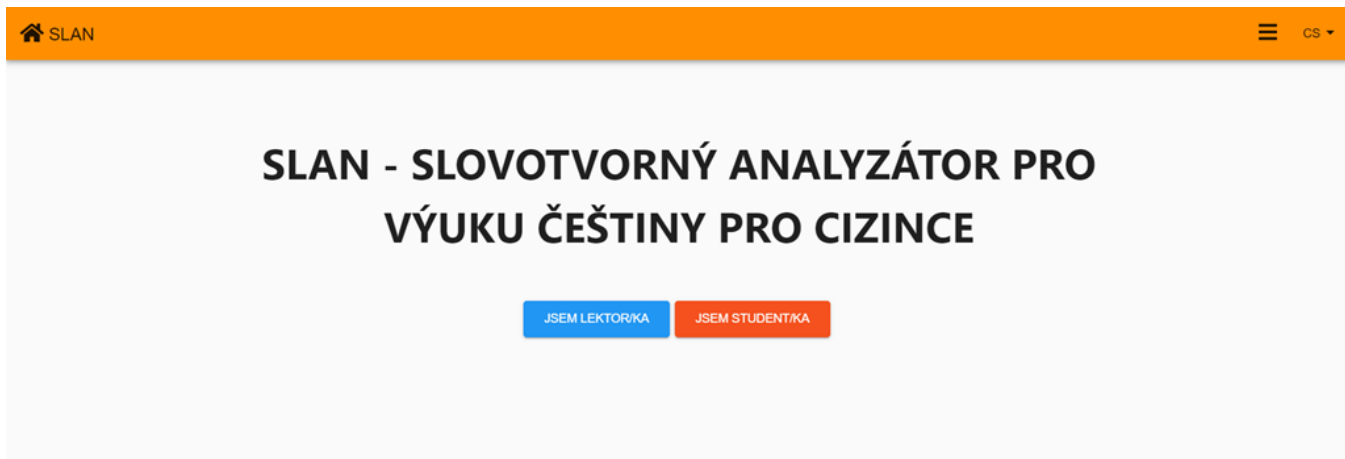 SLAN
CS
SLAN - SLOVOTVORNÝ ANALYZÁTOR PRO
VÝUKU ČEŠTINY PRO CIZINCE
JSEM LEKTOR/KA
JSEM STUDENT/KA